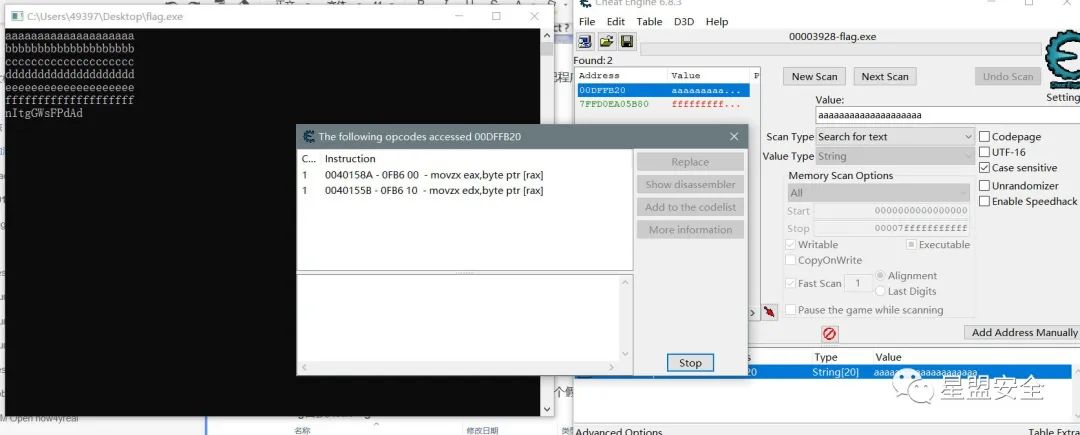 C:\Users\49397\Desktop\flag.exe
aaaaaaaaaaaaaaaaaaaa
bbbbbbbbbbbbbbbbbbbb
cccccccccccccccccccc
dddddddddddddddddddd
eeeeeeeeeeeeeeeeeeee
ffffffffffffffffffff
nItgGWsFPdAd
Cheat Engine 6.8.3
File Edit Table D3D Help
00003928-flag.exe
Found:2
Address Value P
00DFFB20 aaaaaaaaa...
7FFD0EA05B80 fffffffff...
New Scan Next Scan Undo Scan
Cheat Engine
Setting
Value:
aaaaaaaaaaaaaaaaaaaa
Scan Type Search for text
Value Type String
Codepage
UTF-16
Case sensitive
Unrandomizer
Enable Speedhack
Memory Scan Options
All
Start 0000000000000000
Stop 00007fffffffffff
Writable Executable
CopyOnWrite
Fast Scan 1 Alignment
Last Digits
Pause the game while scanning
Add Address Manually
The following opcodes accessed 00DFFB20
C... Instruction
1 0040158A - 0FB6 00 - movzx eax,byte ptr [rax]
1 0040155B - 0FB6 10 - movzx edx,byte ptr [rax]
Replace
Show disassembler
Add to the codelist
More information
Stop
Type Value
20 String[20] aaaaaaaaaaaaaaaaaaaa
星盟安全
Advanced Options Table Extra
M Open now4yreal
名称 修改日期